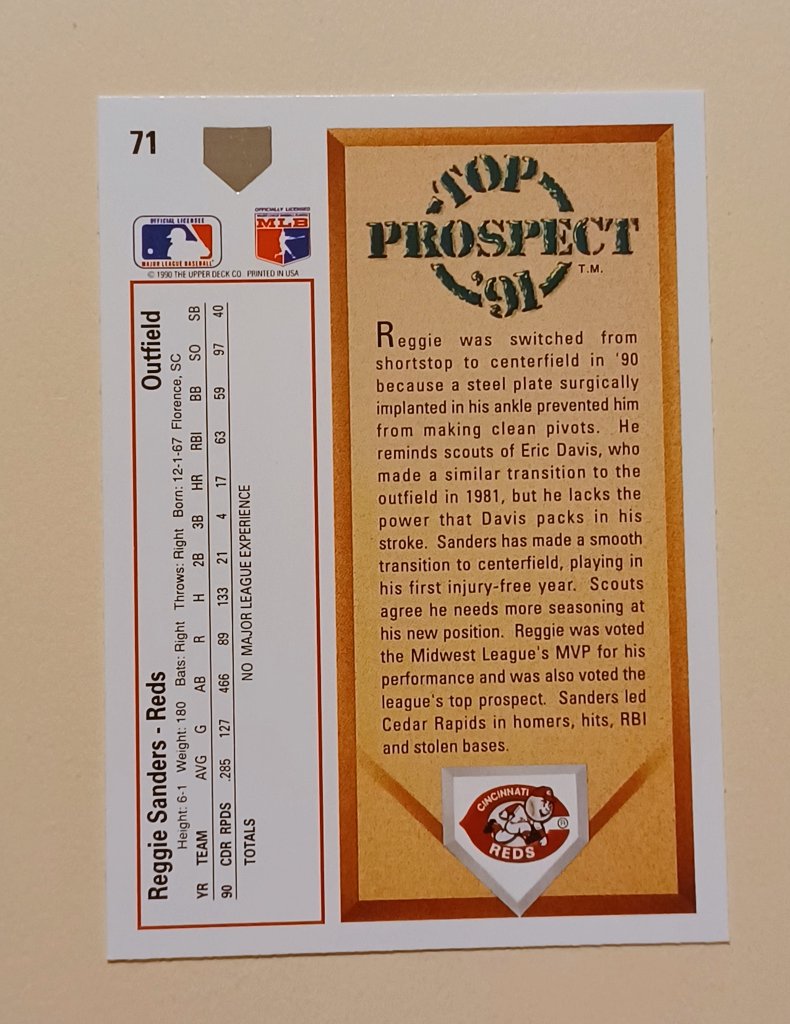 71
OFFICIAL LICENSEE
MAJOR LEAGUE BASEBALL
OFFICIALLY LICENSED
MAJOR LEAGUE BASEBALL PLAYERS
MLB
© 1990 THE UPPER DECK CO. PRINTED IN USA
Reggie Sanders - Reds Outfield
Height: 6-1 Weight: 180 Bats: Right Throws: Right Born: 12-1-67 Florence, SC
YR TEAM AVG G AB R H 2B 3B HR RBI BB SO SB
90 CDR RPDS .285 127 466 89 133 21 4 17 63 59 97 40
TOTALS NO MAJOR LEAGUE EXPERIENCE
TOP
PROSPECT
'91
T.M.
Reggie was switched from
shortstop to centerfield in '90
because a steel plate surgically
implanted in his ankle prevented him
from making clean pivots. He
reminds scouts of Eric Davis, who
made a similar transition to the
outfield in 1981, but he lacks the
power that Davis packs in his
stroke. Sanders has made a smooth
transition to centerfield, playing in
his first injury-free year. Scouts
agree he needs more seasoning at
his new position. Reggie was voted
the Midwest League's MVP for his
performance and was also voted the
league's top prospect. Sanders led
Cedar Rapids in homers, hits, RBI
and stolen bases.
CINCINNATI
REDS
®